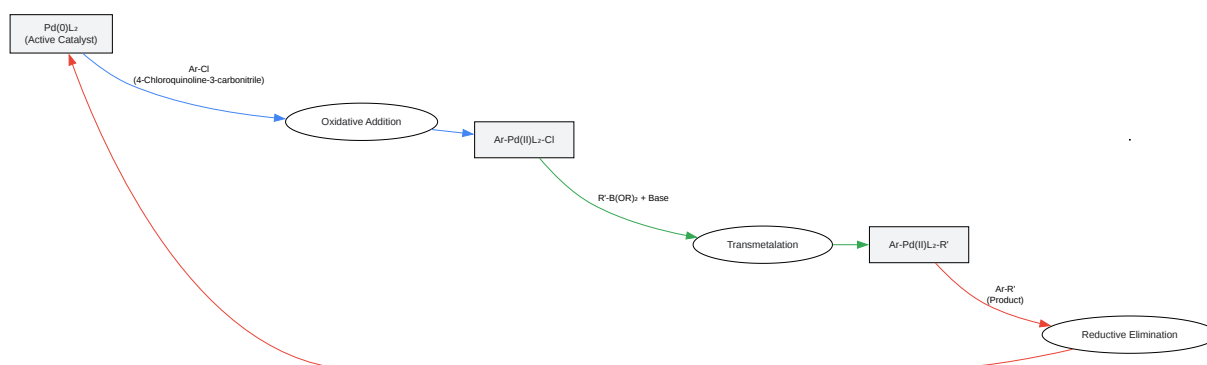 Pd(0)L₂
(Active Catalyst)
Ar-Cl
(4-Chloroquinoline-3-carbonitrile)
Oxidative Addition
Ar-Pd(II)L₂-Cl
R'-B(OR)₂ + Base
Transmetalation
Ar-Pd(II)L₂-R'
Ar-R'
(Product)
Reductive Elimination